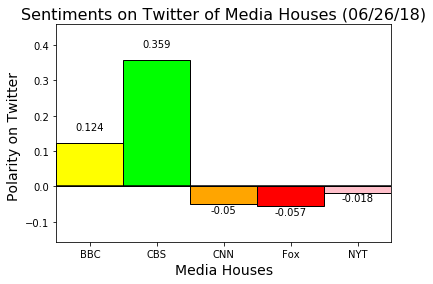 Sentiments on Twitter of Media Houses (06/26/18)
0.4
0.3
0.2
0.1
0.0
−0.1
Polarity on Twitter
0.124
0.359
-0.05
-0.057
-0.018
BBC CBS CNN Fox NYT
Media Houses